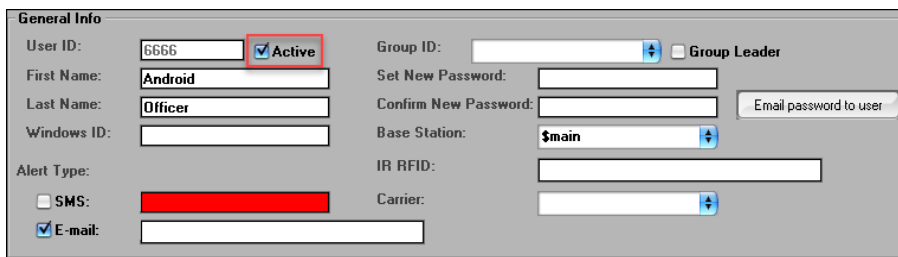 General Info
User ID: 6666 Active Group ID: Group Leader
First Name: Android Set New Password:
Last Name: Officer Confirm New Password: Email password to user
Windows ID: Base Station: $main
Alert Type: IR RFID:
SMS: Carrier:
E-mail: